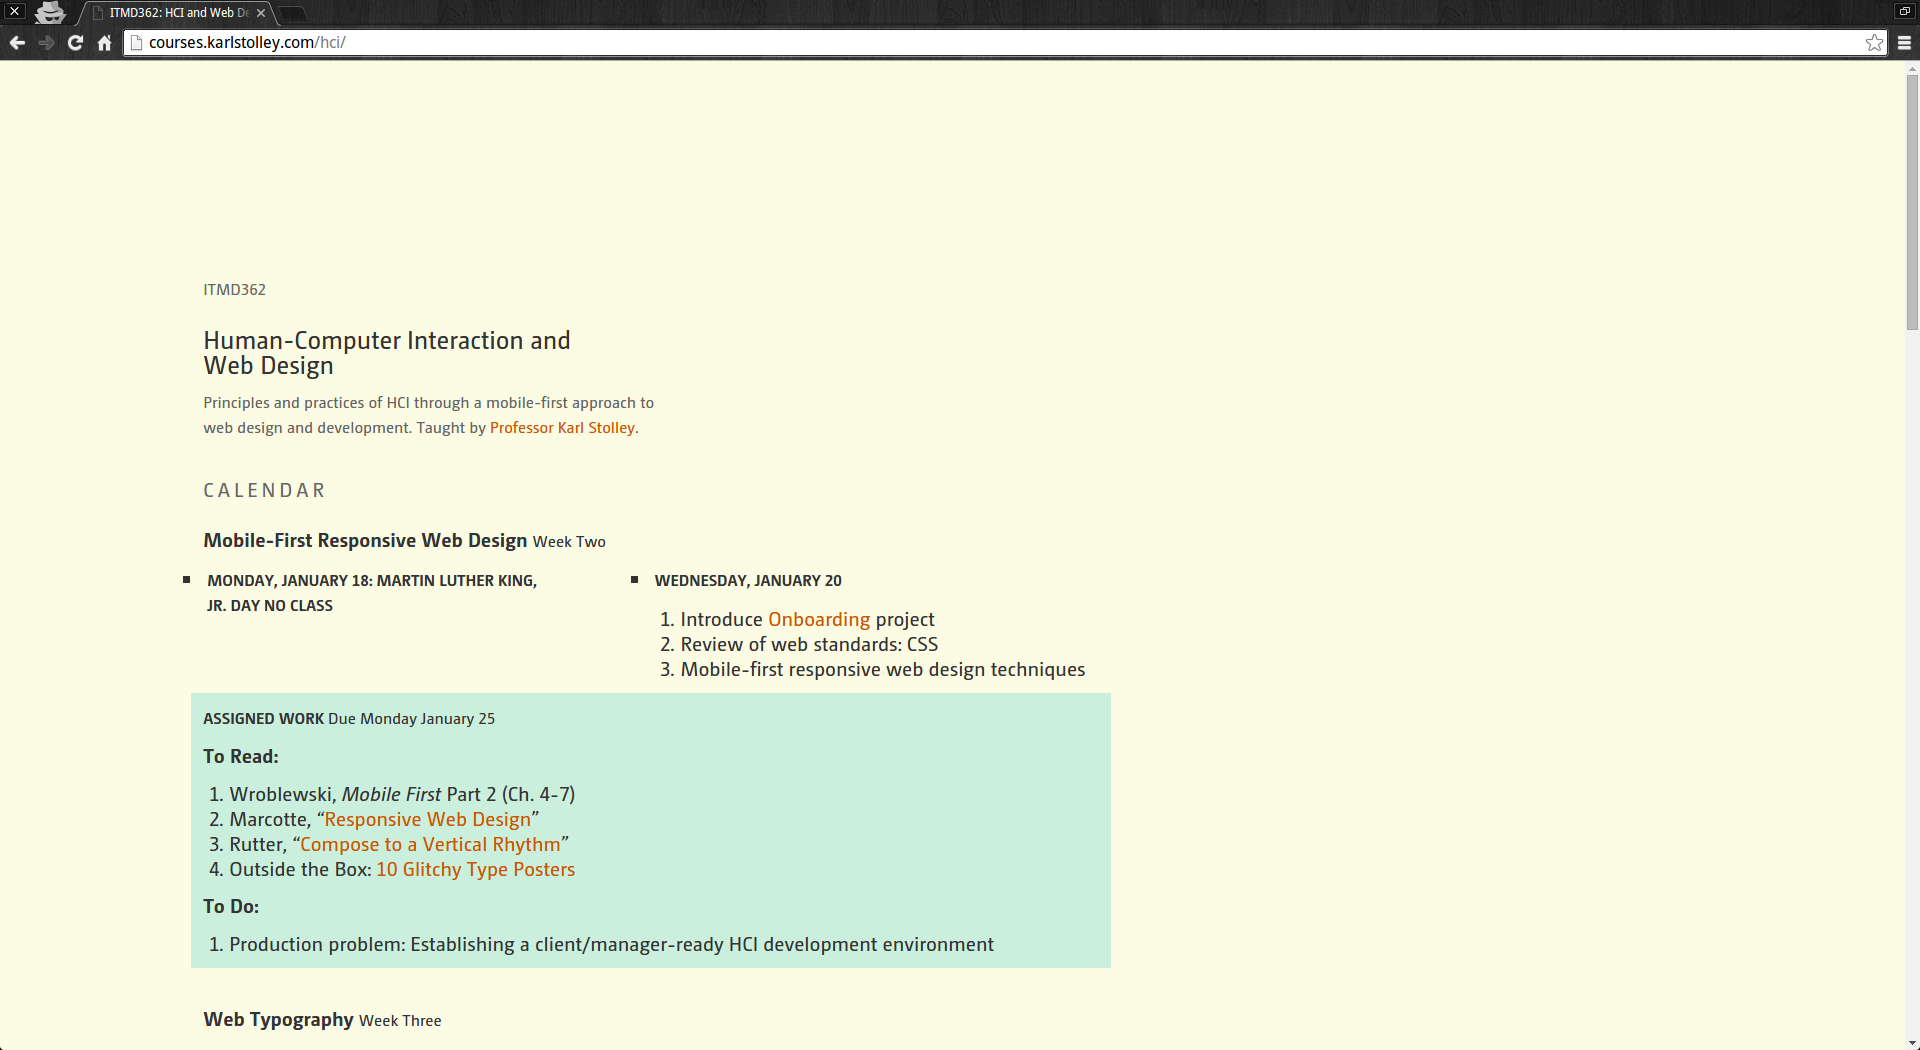 ITMD362: HCI and Web De
courses.karlstolley.com/hci/
ITMD362
Human-Computer Interaction and
Web Design
Principles and practices of HCI through a mobile-first approach to
web design and development. Taught by Professor Karl Stolley.
CALENDAR
Mobile-First Responsive Web Design Week Two
MONDAY, JANUARY 18: MARTIN LUTHER KING,
JR. DAY NO CLASS
WEDNESDAY, JANUARY 20
1. Introduce Onboarding project
2. Review of web standards: CSS
3. Mobile-first responsive web design techniques
ASSIGNED WORK Due Monday January 25
To Read:
1. Wroblewski, Mobile First Part 2 (Ch. 4-7)
2. Marcotte, “Responsive Web Design”
3. Rutter, “Compose to a Vertical Rhythm”
4. Outside the Box: 10 Glitchy Type Posters
To Do:
1. Production problem: Establishing a client/manager-ready HCI development environment
Web Typography Week Three